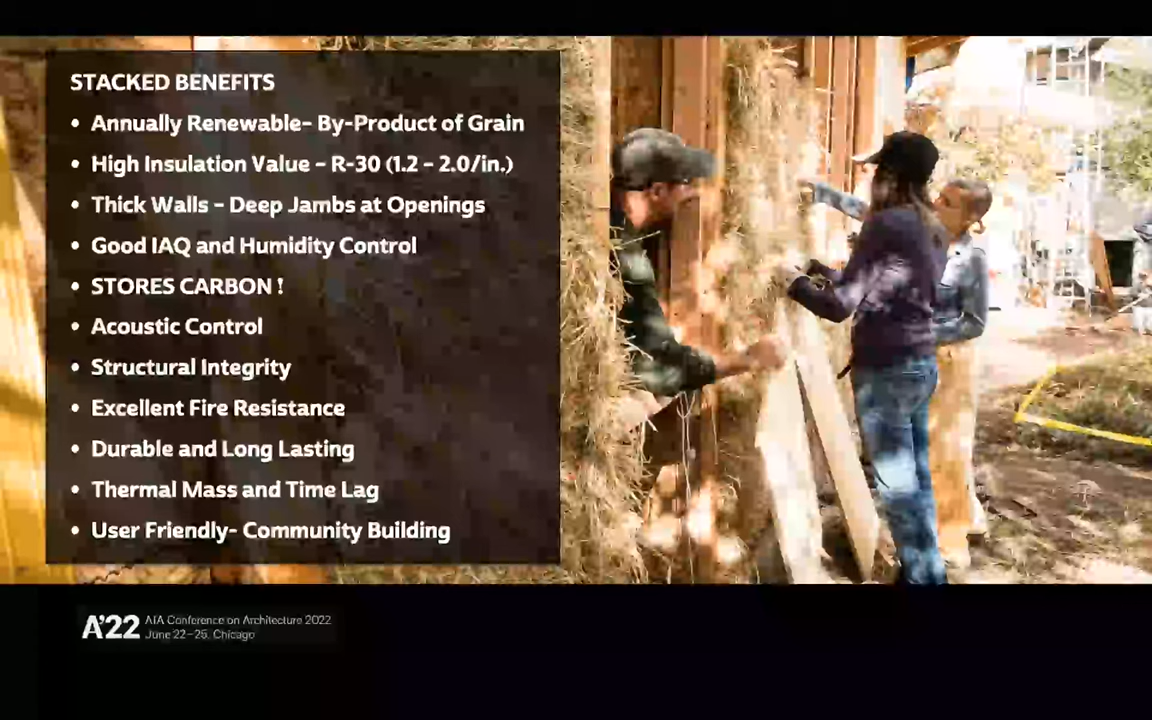 STACKED BENEFITS
• Annually Renewable- By-Product of Grain
• High Insulation Value - R-30 (1.2 - 2.0/in.)
• Thick Walls - Deep Jambs at Openings
• Good IAQ and Humidity Control
• STORES CARBON !
• Acoustic Control
• Structural Integrity
• Excellent Fire Resistance
• Durable and Long Lasting
• Thermal Mass and Time Lag
• User Friendly- Community Building
A'22 AIA Conference on Architecture 2022
June 22–25, Chicago